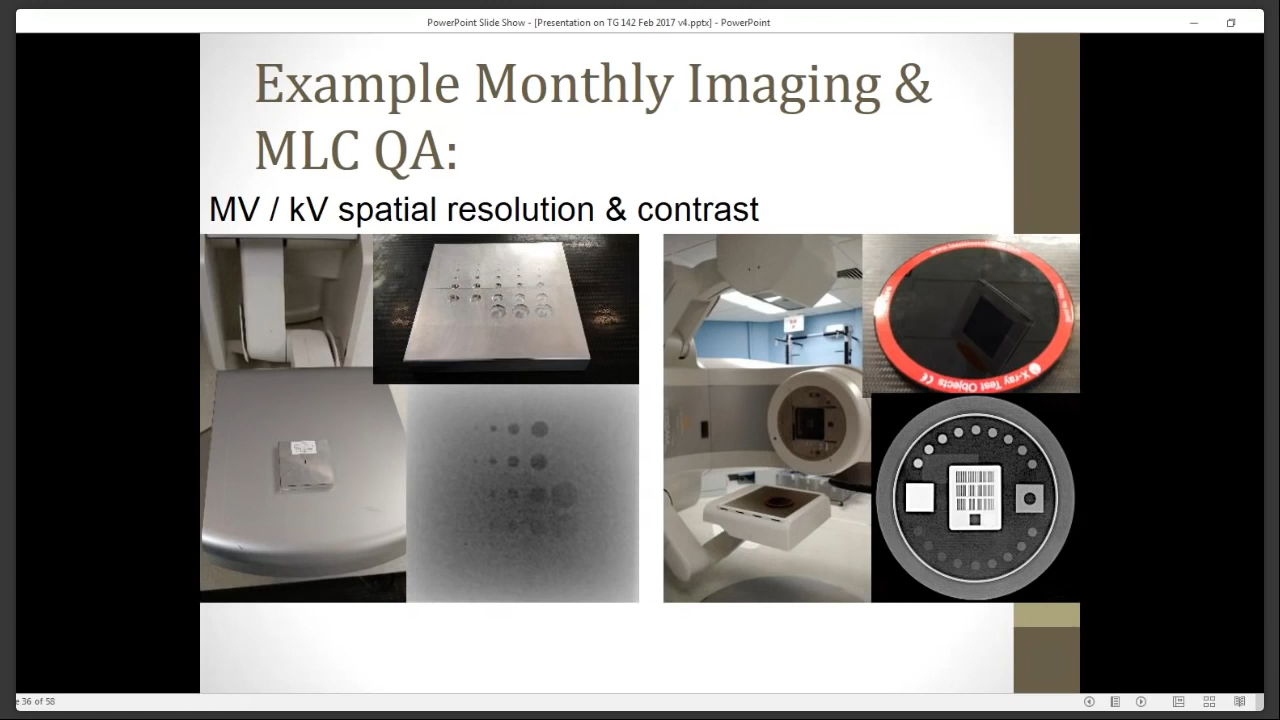 PowerPoint Slide Show - [Presentation on TG 142 Feb 2017 v4.pptx] - PowerPoint
Example Monthly Imaging &
MLC QA:
MV / kV spatial resolution & contrast
X-ray Test Objects
36 of 58